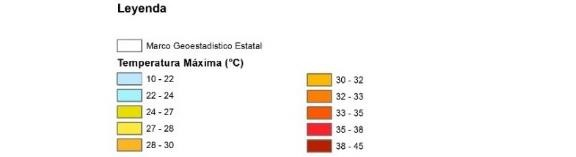 Leyenda
Marco Geoestadístico Estatal
Temperatura Máxima (°C)
10 - 22
22 - 24
24 - 27
27 - 28
28 - 30
30 - 32
32 - 33
33 - 35
35 - 38
38 - 45